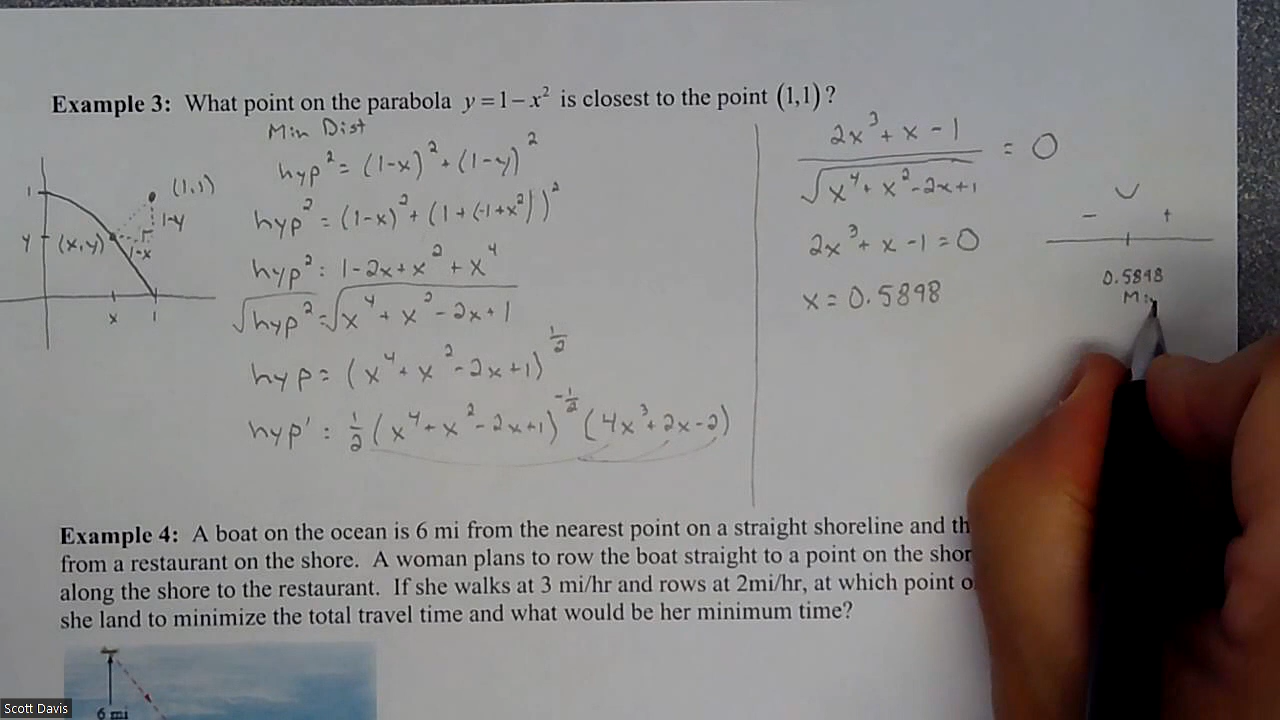 Example 3: What point on the parabola y = 1 − x² is closest to the point (1,1)?
Min Dist
hyp² = (1-x)² + (1-y)²
hyp² = (1-x)² + (1+(-1+x²))²
hyp² = 1-2x+x² + x⁴
√hyp² = √x⁴ + x² - 2x + 1
hyp = (x⁴ + x² - 2x + 1)^½
hyp' = ½ (x⁴ + x² - 2x + 1)^-½ (4x³ + 2x - 2)
1
(1,1)
1-y
y
(x,y)
1-x
x
1
2x³ + x - 1
√x⁴ + x² - 2x + 1
= 0
2x³ + x - 1 = 0
x = 0.5898
- +
0.5898
Example 4: A boat on the ocean is 6 mi from the nearest point on a straight shoreline and
from a restaurant on the shore. A woman plans to row the boat straight to a point on the
along the shore to the restaurant. If she walks at 3 mi/hr and rows at 2mi/hr, at which point
she land to minimize the total travel time and what would be her minimum time?
6 mi
Scott Davis